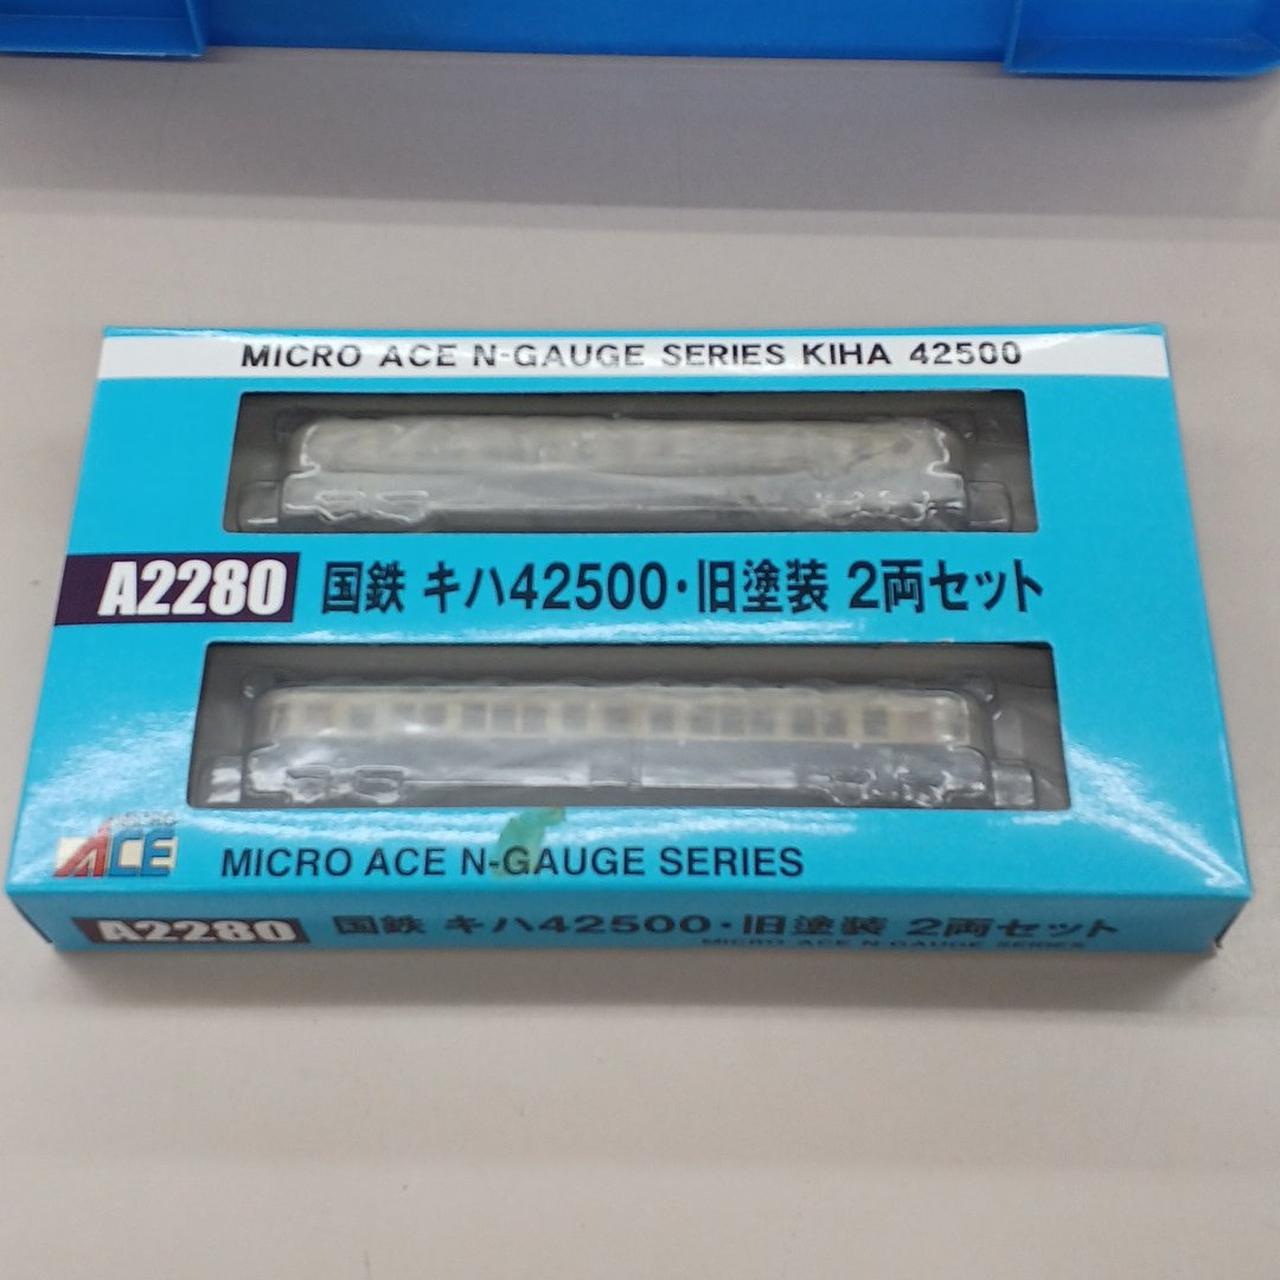 MICRO ACE N-GAUGE SERIES KIHA 42500
A2280 国鉄 キハ42500・旧塗装 2両セット
MICRO ACE
MICRO ACE N-GAUGE SERIES
A2280 国鉄 キハ42500・旧塗装 2両セット
MICRO ACE N GAUGE SERIES